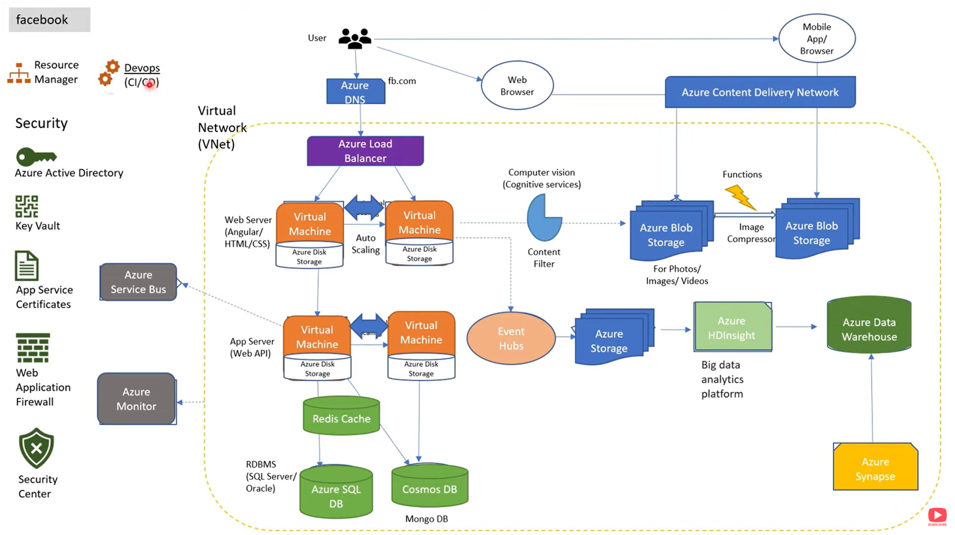 facebook
Resource
Manager
Devops
(CI/CD)
Security
Azure Active Directory
Key Vault
App Service
Certificates
Web
Application
Firewall
Security
Center
User
fb.com
Azure
DNS
Web
Browser
Mobile
App/
Browser
Azure Content Delivery Network
Virtual
Network
(VNet)
Azure Load
Balancer
Web Server
(Angular/
HTML/CSS)
Virtual
Machine
Azure Disk
Storage
Auto
Scaling
Virtual
Machine
Azure Disk
Storage
Computer vision
(Cognitive services)
Content
Filter
Azure Blob
Storage
For Photos/
Images/ Videos
Functions
Image
Compressor
Azure Blob
Storage
Azure
Service Bus
Azure
Monitor
App Server
(Web API)
Virtual
Machine
Azure Disk
Storage
Virtual
Machine
Azure Disk
Storage
Event
Hubs
Azure
Storage
Azure
HDInsight
Big data
analytics
platform
Azure Data
Warehouse
Azure
Synapse
Redis Cache
RDBMS
(SQL Server/
Oracle)
Azure SQL
DB
Cosmos DB
Mongo DB
SUBSCRIBE